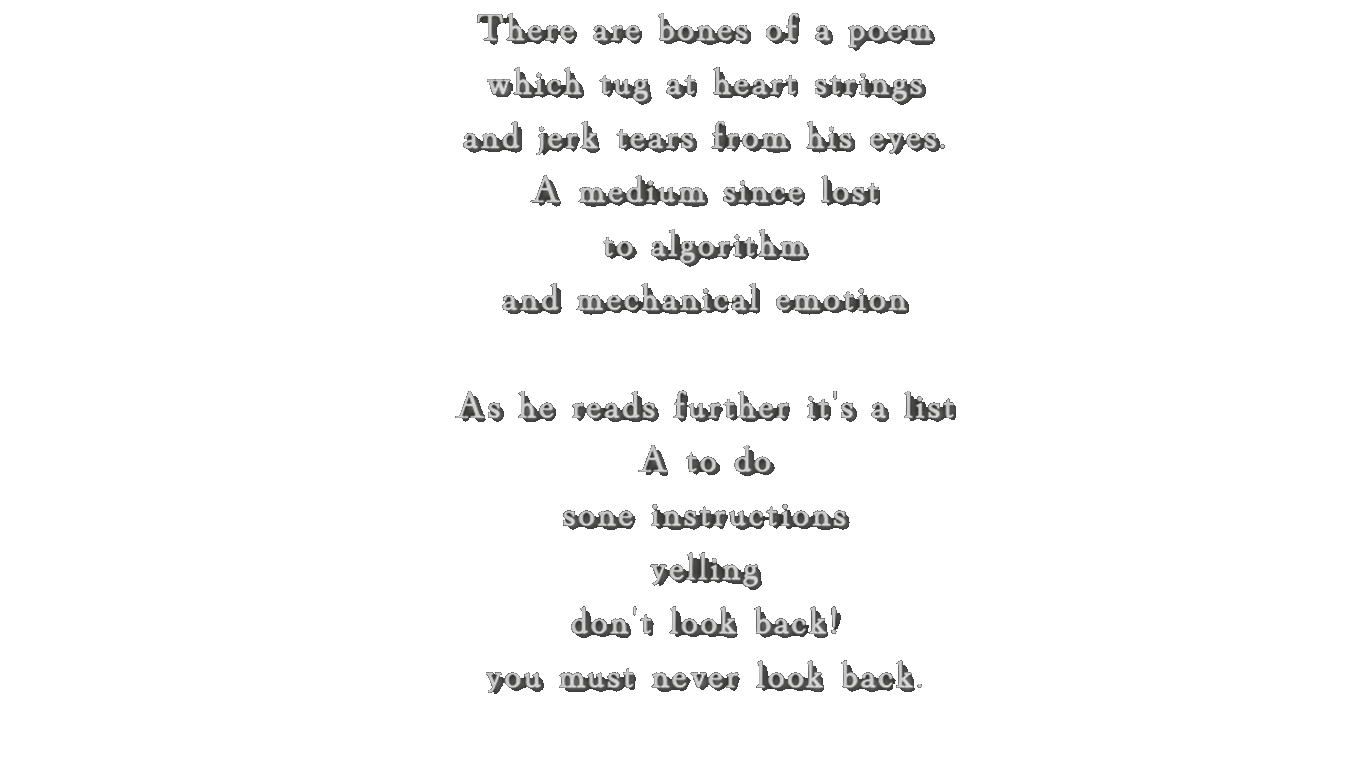 There are bones of a poem
which tug at heart strings
and jerk tears from his eyes.
A medium since lost
to algorithm
and mechanical emotion
As he reads further it's a list
A to do
sone instructions
yelling
don't look back!
you must never look back.